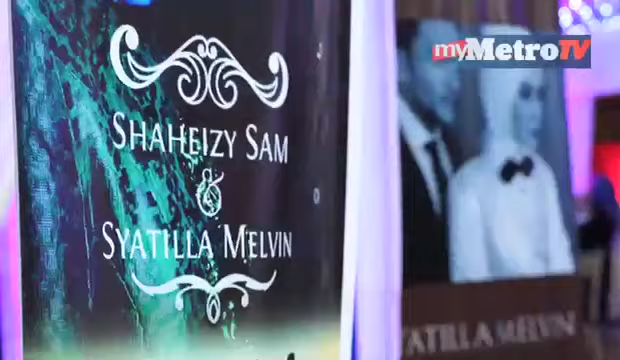 myMetroTV
SHAHEIZY SAM
&
SYATILLA MELVIN
YATILLA MELVIN